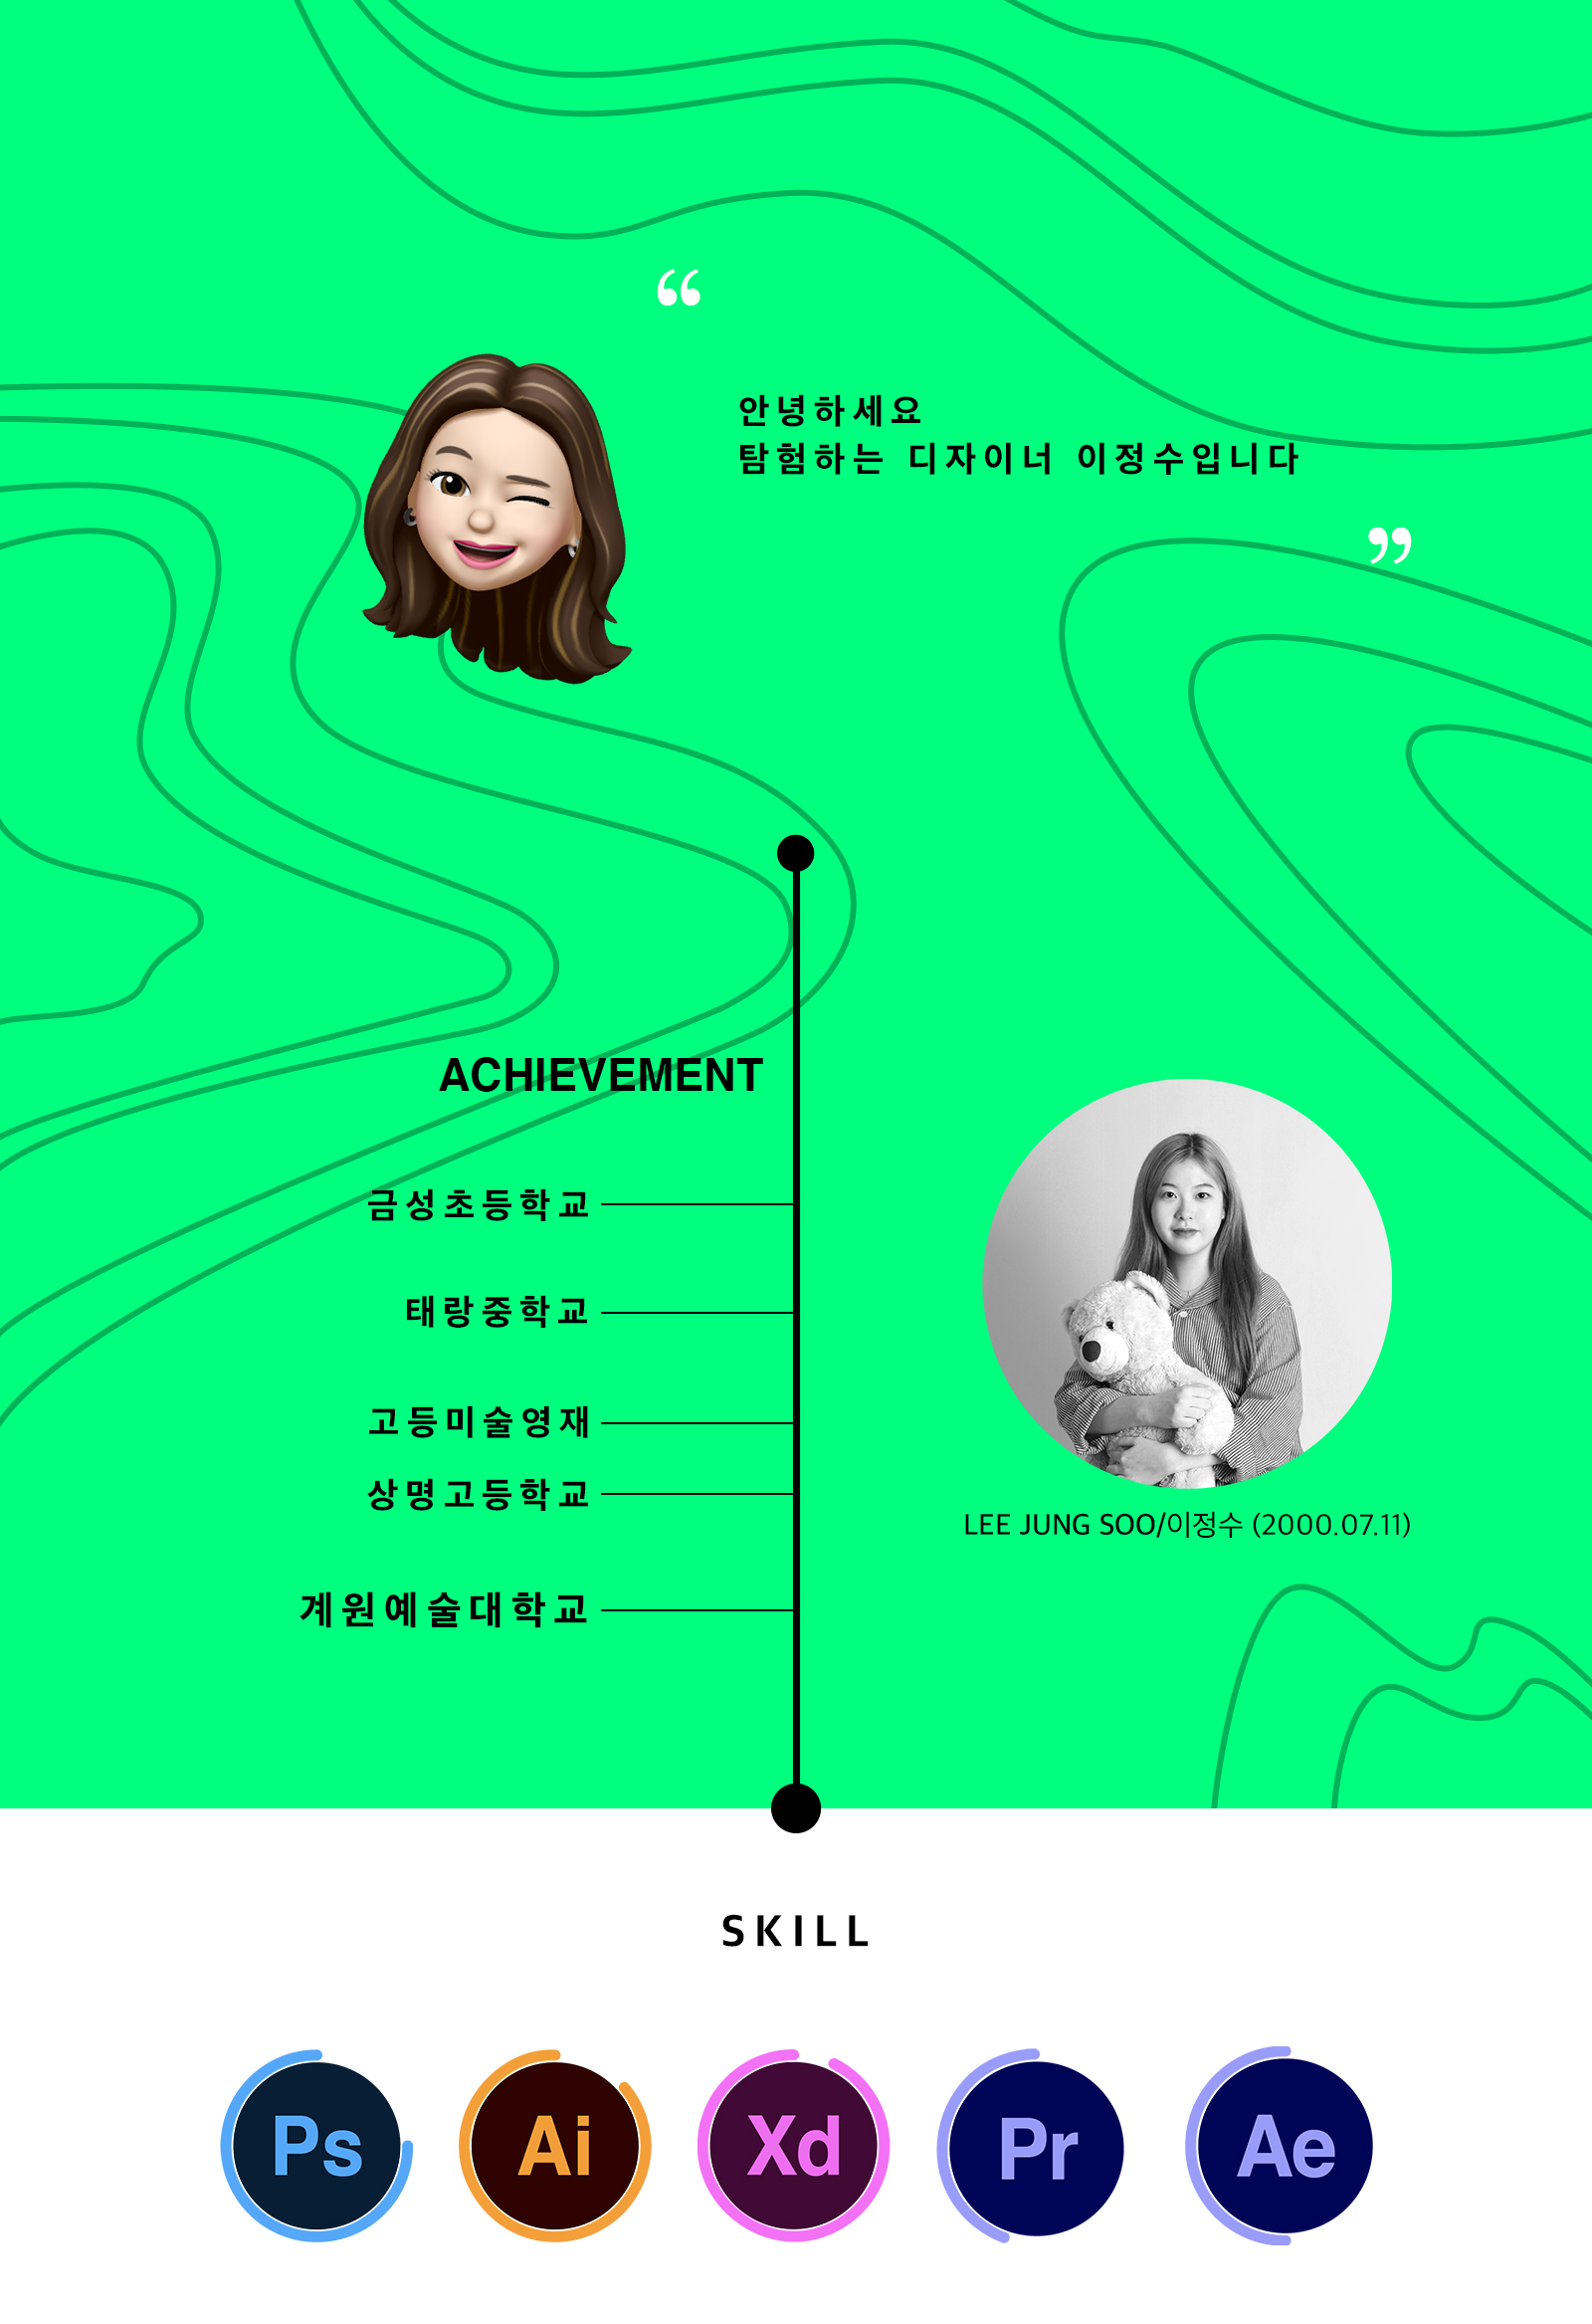 “
안녕하세요
탐험하는 디자이너 이정수입니다
”
ACHIEVEMENT
금성초등학교
태랑중학교
고등미술영재
상명고등학교
계원예술대학교
LEE JUNG SOO/이정수 (2000.07.11)
SKILL
Ps Ai Xd Pr Ae